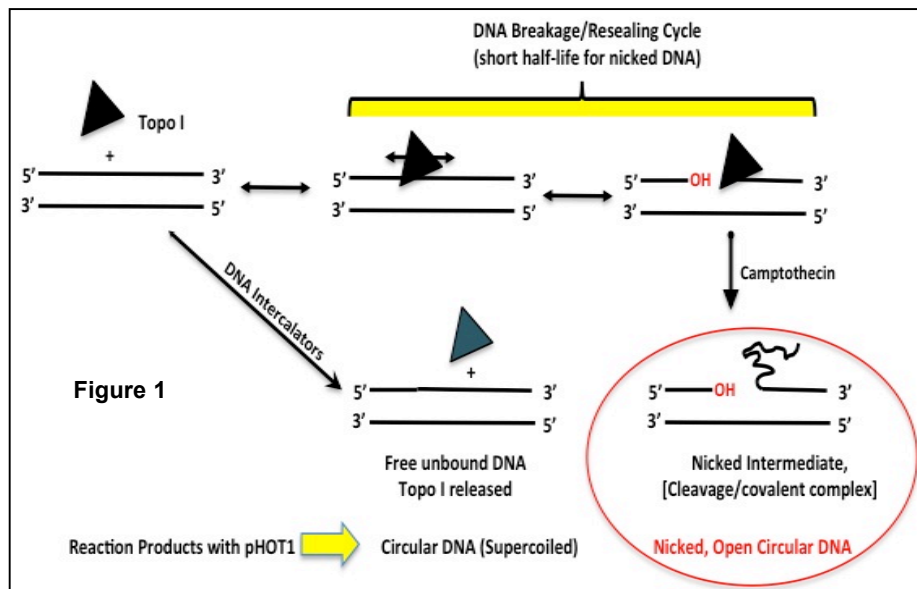 DNA Breakage/Resealing Cycle
(short half-life for nicked DNA)
Topo I
+
5’ 3’ 5’ 3’ 5’ OH 3’
3’ 5’ 3’ 5’ 3’ 5’
DNA Intercalators
Camptothecin
Figure 1
+
5’ 3’ 5’ OH 3’
3’ 5’ 3’ 5’
Free unbound DNA
Topo I released
Nicked Intermediate,
[Cleavage/covalent complex]
Reaction Products with pHOT1
Circular DNA (Supercoiled)
Nicked, Open Circular DNA